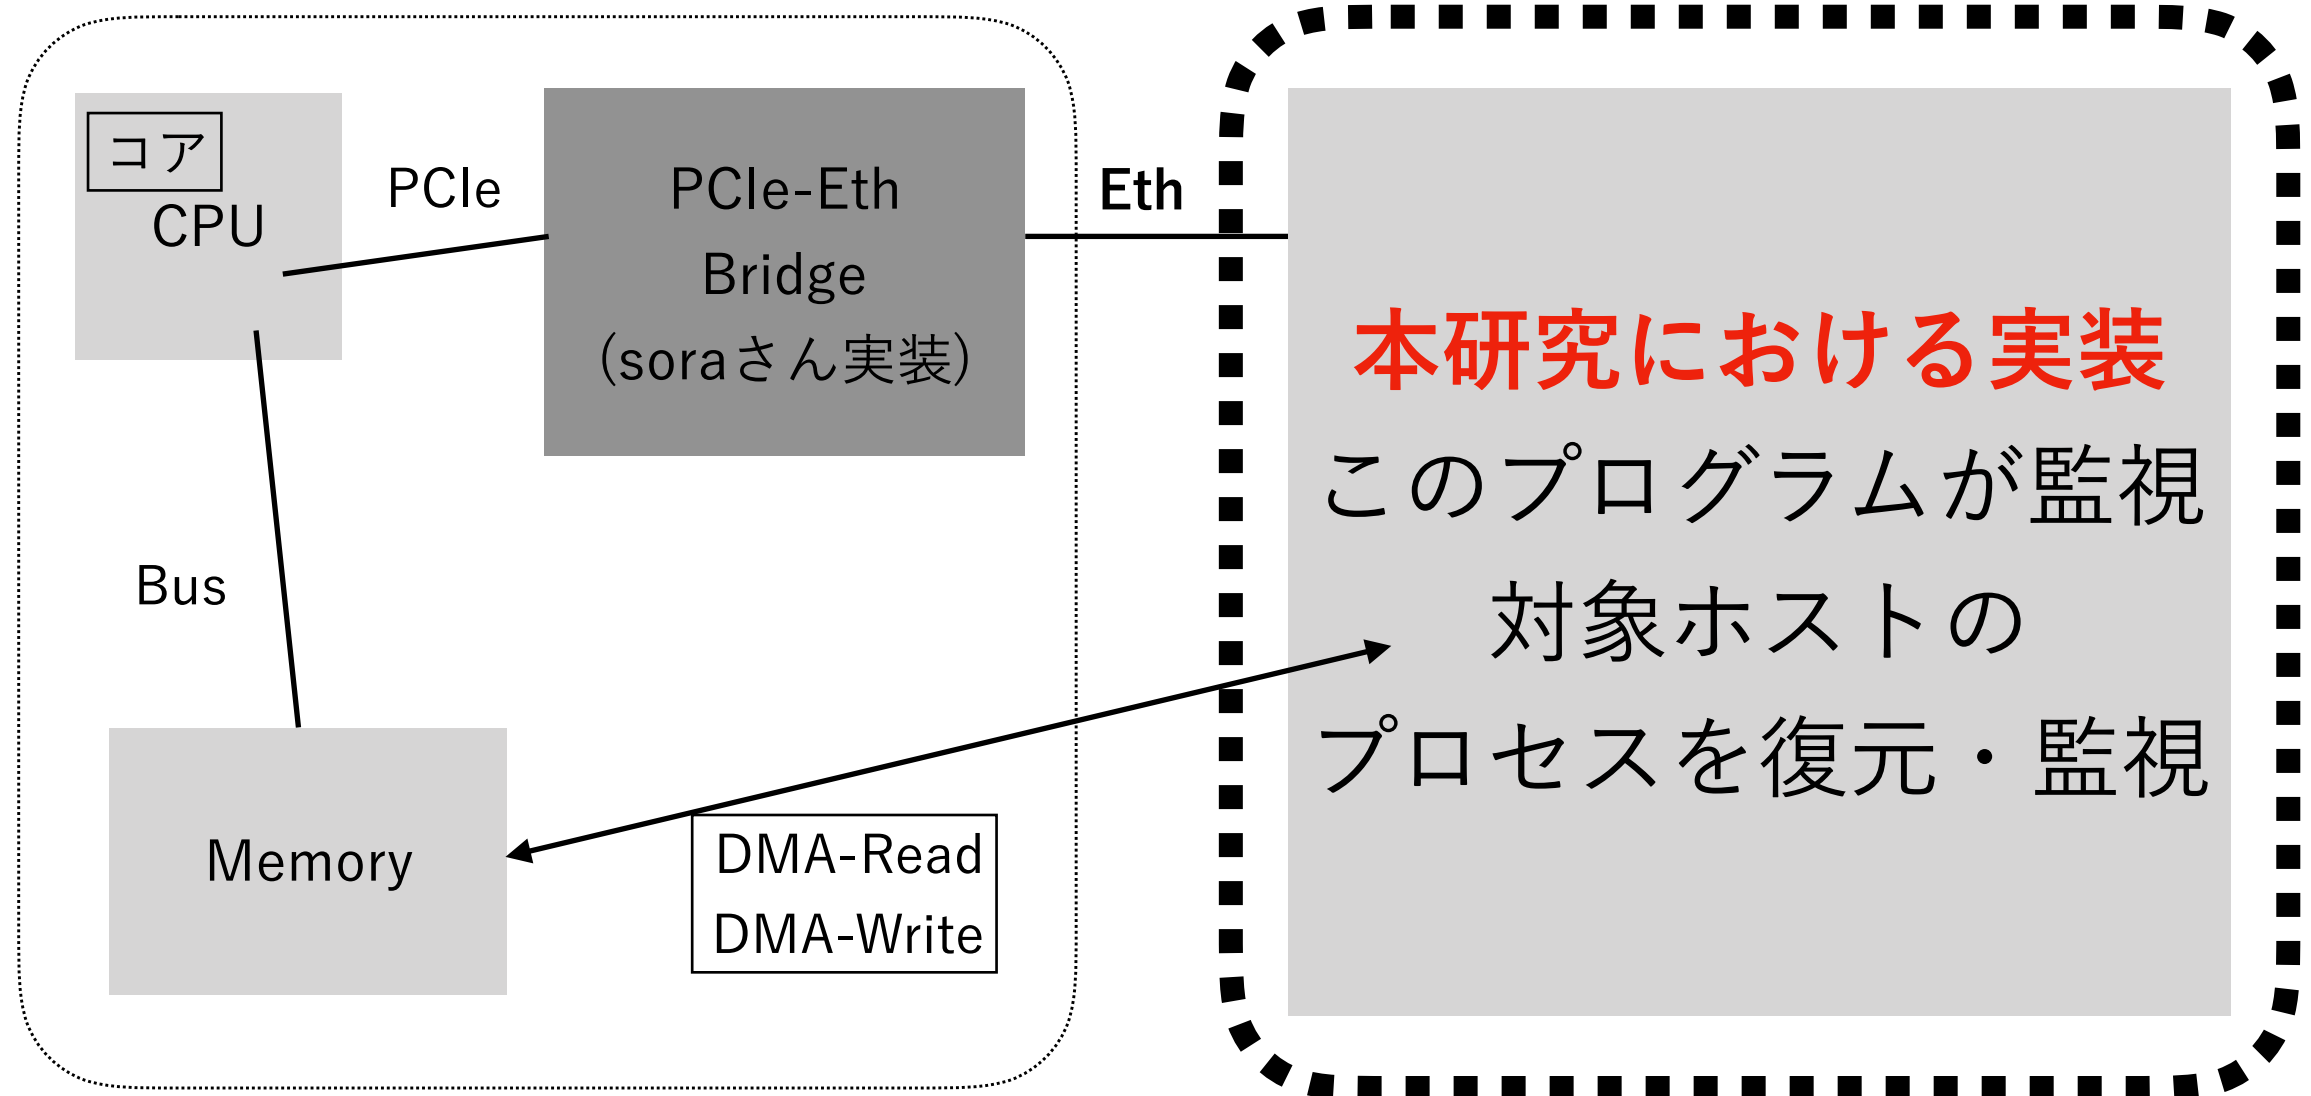 コア
CPU
PCIe
PCIe-Eth
Bridge
(soraさん実装)
Eth
Bus
Memory
DMA-Read
DMA-Write
本研究における実装
このプログラムが監視
対象ホストの
プロセスを復元・監視